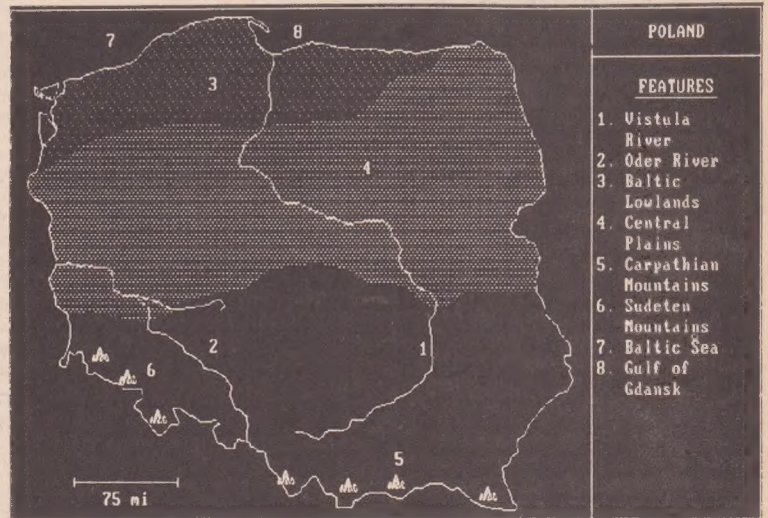 7
8
3
4
2
1
6
5
75 mi
POLAND
FEATURES
1. Vistula
River
2. Oder River
3. Baltic
Lowlands
4. Central
Plains
5. Carpathian
Mountains
6. Sudeten
Mountains
7. Baltic Sea
8. Gulf of
Gdansk